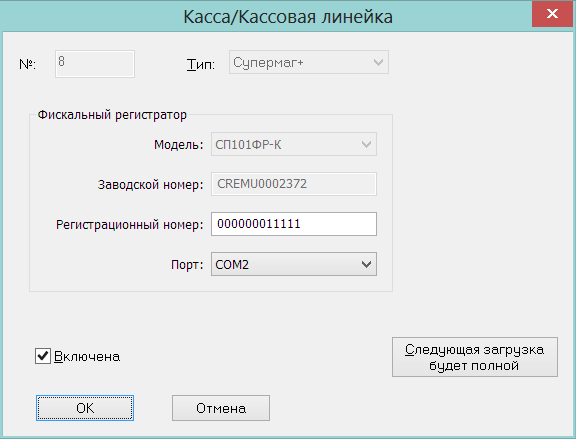 Касса/Кассовая линейка
№: 8 Тип: Супермаг+
Фискальный регистратор
Модель: СП101ФР-К
Заводской номер: CREMU0002372
Регистрационный номер: 000000011111
Порт: COM2
Включена
Следующая загрузка
будет полной
OK Отмена